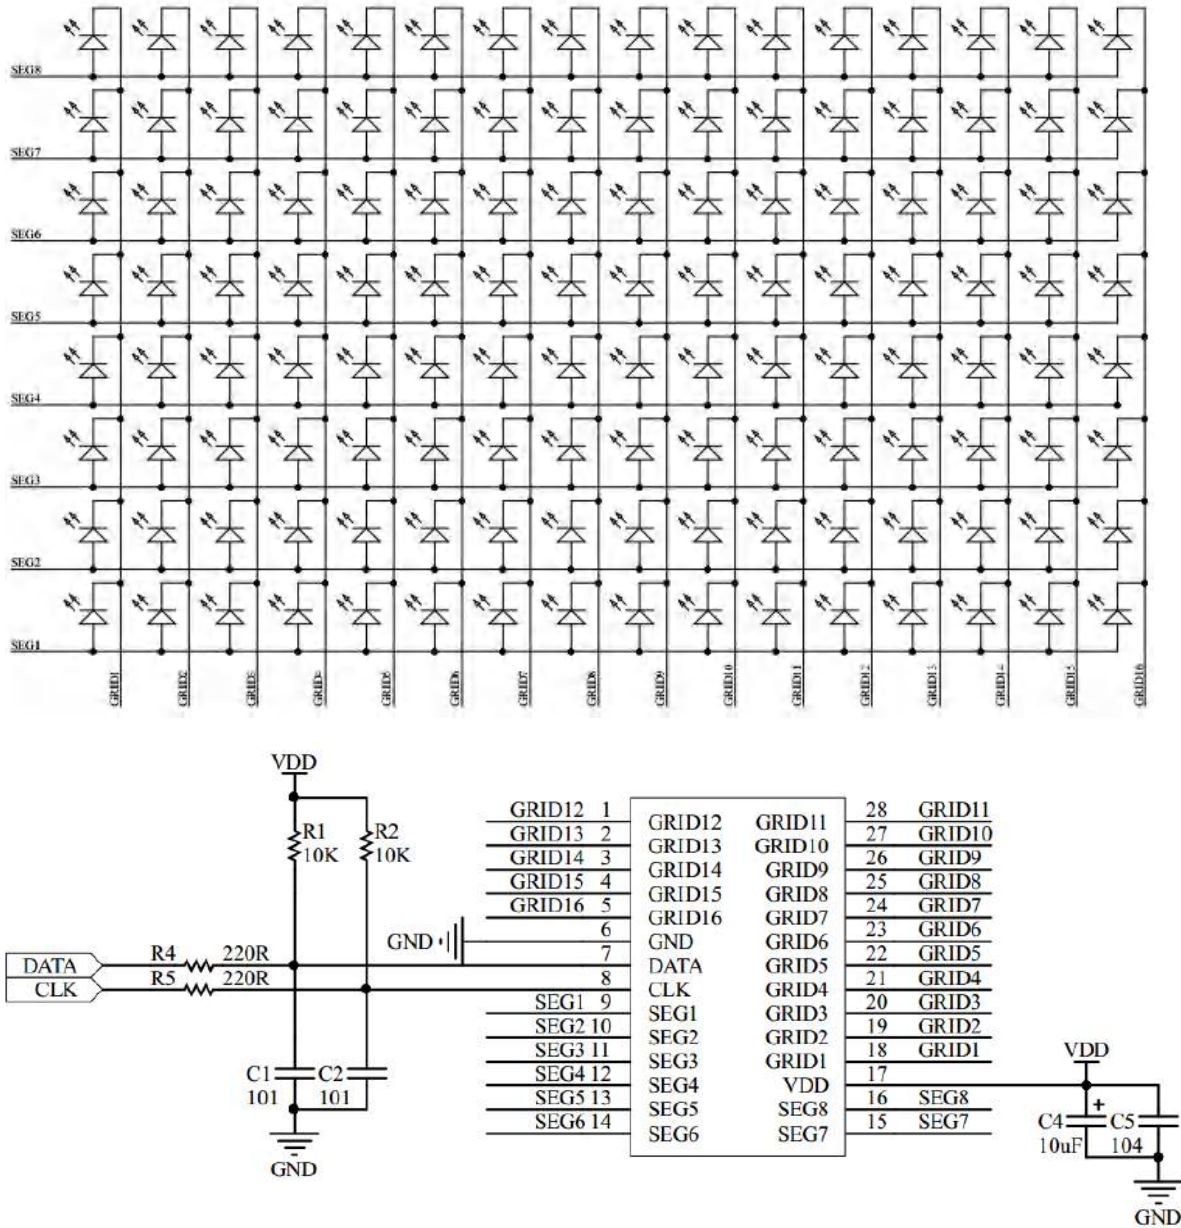 SEG8
SEG7
SEG6
SEG5
SEG4
SEG3
SEG2
SEG1
GRID1 GRID2 GRID3 GRID4 GRID5 GRID6 GRID7 GRID8 GRID9 GRID10 GRID11 GRID12 GRID13 GRID14 GRID15 GRID16
VDD
R1 R2
10K 10K
DATA R4 220R
CLK R5 220R
C1 C2
101 101
GND
GND
GRID12 1 GRID12 GRID11 28 GRID11
GRID13 2 GRID13 GRID10 27 GRID10
GRID14 3 GRID14 GRID9 26 GRID9
GRID15 4 GRID15 GRID8 25 GRID8
GRID16 5 GRID16 GRID7 24 GRID7
6 GND GRID6 23 GRID6
7 DATA GRID5 22 GRID5
8 CLK GRID4 21 GRID4
SEG1 9 SEG1 GRID3 20 GRID3
SEG2 10 SEG2 GRID2 19 GRID2
SEG3 11 SEG3 GRID1 18 GRID1
SEG4 12 SEG4 VDD 17
SEG5 13 SEG5 SEG8 16 SEG8
SEG6 14 SEG6 SEG7 15 SEG7
VDD
+
C4 C5
10uF 104
GND